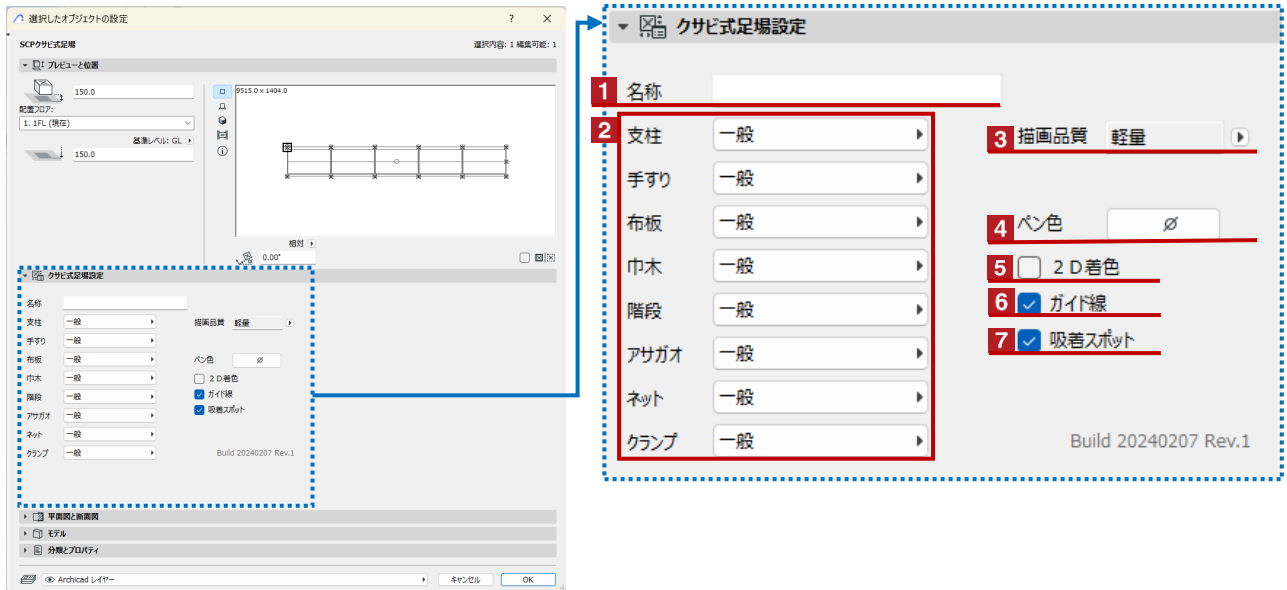 選択したオブジェクトの設定
?
×
SCPクサビ式足場
選択内容: 1 編集可能: 1
プレビューと位置
150.0
配置フロア:
1. 1FL (現在)
基準レベル: GL
150.0
9515.0 x 1404.0
相対
0.00°
クサビ式足場設定
名称
支柱 一般
描画品質 軽量
手すり 一般
布板 一般
ペン色
巾木 一般
2D着色
階段 一般
ガイド線
アサガオ 一般
吸着スポット
ネット 一般
クランプ 一般
Build 20240207 Rev.1
平面図と断面図
モデル
分類とプロパティ
Archicad レイヤー
キャンセル
OK
クサビ式足場設定
1 名称
2 支柱 一般
3 描画品質 軽量
手すり 一般
布板 一般
4 ペン色
巾木 一般
5 2D着色
階段 一般
6 ガイド線
アサガオ 一般
7 吸着スポット
ネット 一般
クランプ 一般
Build 20240207 Rev.1